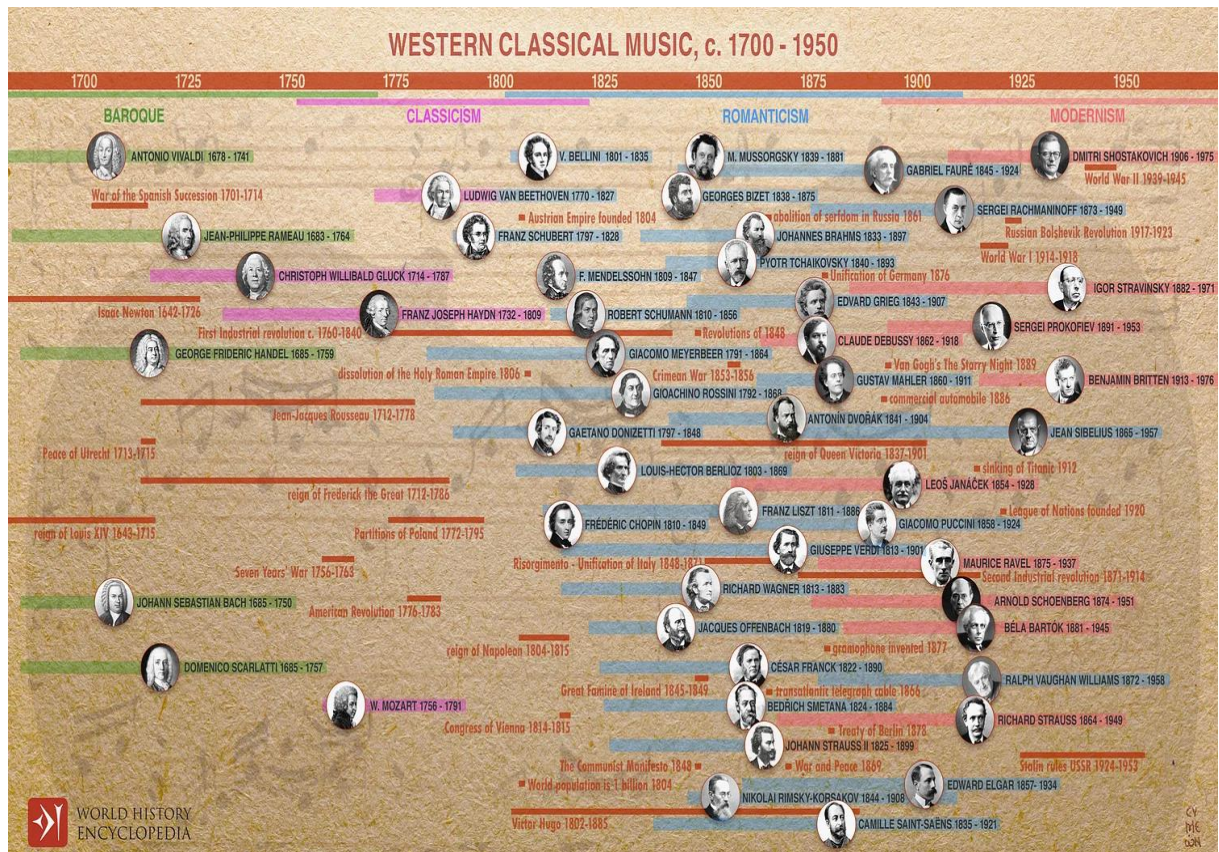 WESTERN CLASSICAL MUSIC, c. 1700 - 1950
1700 1725 1750 1775 1800 1825 1850 1875 1900 1925 1950
BAROQUE CLASSICISM ROMANTICISM MODERNISM
ANTONIO VIVALDI 1678 - 1741
V. BELLINI 1801 - 1835
M. MUSSORGSKY 1839 - 1881
DMITRI SHOSTAKOVICH 1906 - 1975
GABRIEL FAURÉ 1845 - 1924
World War II 1939-1945
War of the Spanish Succession 1701-1714
LUDWIG VAN BEETHOVEN 1770 - 1827
GEORGES BIZET 1838 - 1875
SERGEI RACHMANINOFF 1873 - 1949
Austrian Empire founded 1804
abolition of serfdom in Russia 1861
Russian Bolshevik Revolution 1917-1923
JEAN-PHILIPPE RAMEAU 1683 - 1764
FRANZ SCHUBERT 1797 - 1828
JOHANNES BRAHMS 1833 - 1897
World War I 1914-1918
PYOTR TCHAIKOVSKY 1840 - 1893
CHRISTOPH WILLIBALD GLUCK 1714 - 1787
F. MENDELSSOHN 1809 - 1847
Unification of Germany 1876
IGOR STRAVINSKY 1882 - 1971
EDVARD GRIEG 1843 - 1907
Isaac Newton 1642-1726
FRANZ JOSEPH HAYDN 1732 - 1809
ROBERT SCHUMANN 1810 - 1856
SERGEI PROKOFIEV 1891 - 1953
First Industrial revolution c. 1760-1840
Revolutions of 1848
CLAUDE DEBUSSY 1862 - 1918
GEORGE FRIDERIC HANDEL 1685 - 1759
GIACOMO MEYERBEER 1791 - 1864
Van Gogh's The Starry Night 1889
dissolution of the Holy Roman Empire 1806
Crimean War 1853-1856
GUSTAV MAHLER 1860 - 1911
BENJAMIN BRITTEN 1913 - 1976
GIOACHINO ROSSINI 1792 - 1868
commercial automobile 1886
Jean-Jacques Rousseau 1712-1778
ANTONÍN DVOŘÁK 1841 - 1904
GAETANO DONIZETTI 1797 - 1848
JEAN SIBELIUS 1865 - 1957
Peace of Utrecht 1713-1715
reign of Queen Victoria 1837-1901
LOUIS-HECTOR BERLIOZ 1803 - 1869
sinking of Titanic 1912
LEOŠ JANÁČEK 1854 - 1928
reign of Frederick the Great 1712-1786
League of Nations founded 1920
FRANZ LISZT 1811 - 1886
FRÉDÉRIC CHOPIN 1810 - 1849
GIACOMO PUCCINI 1858 - 1924
reign of Louis XIV 1643-1715
Partitions of Poland 1772-1795
GIUSEPPE VERDI 1813 - 1901
Risorgimento - Unification of Italy 1848-1871
MAURICE RAVEL 1875 - 1937
Seven Years' War 1756-1763
Second Industrial revolution 1871-1914
RICHARD WAGNER 1813 - 1883
JOHANN SEBASTIAN BACH 1685 - 1750
ARNOLD SCHOENBERG 1874 - 1951
American Revolution 1776-1783
JACQUES OFFENBACH 1819 - 1880
BÉLA BARTÓK 1881 - 1945
reign of Napoleon 1804-1815
gramophone invented 1877
DOMENICO SCARLATTI 1685 - 1757
CÉSAR FRANCK 1822 - 1890
RALPH VAUGHAN WILLIAMS 1872 - 1958
Great Famine of Ireland 1845-1849
transatlantic telegraph cable 1866
W. MOZART 1756 - 1791
BEDRICH SMETANA 1824 - 1884
RICHARD STRAUSS 1864 - 1949
Congress of Vienna 1814-1815
Treaty of Berlin 1878
JOHANN STRAUSS II 1825 - 1899
The Communist Manifesto 1848
War and Peace 1869
Stalin rules USSR 1924-1953
World population is 1 billion 1804
EDWARD ELGAR 1857- 1934
NIKOLAI RIMSKY-KORSAKOV 1844 - 1908
Victor Hugo 1802-1885
CAMILLE SAINT-SAËNS 1835 - 1921
WORLD HISTORY
ENCYCLOPEDIA